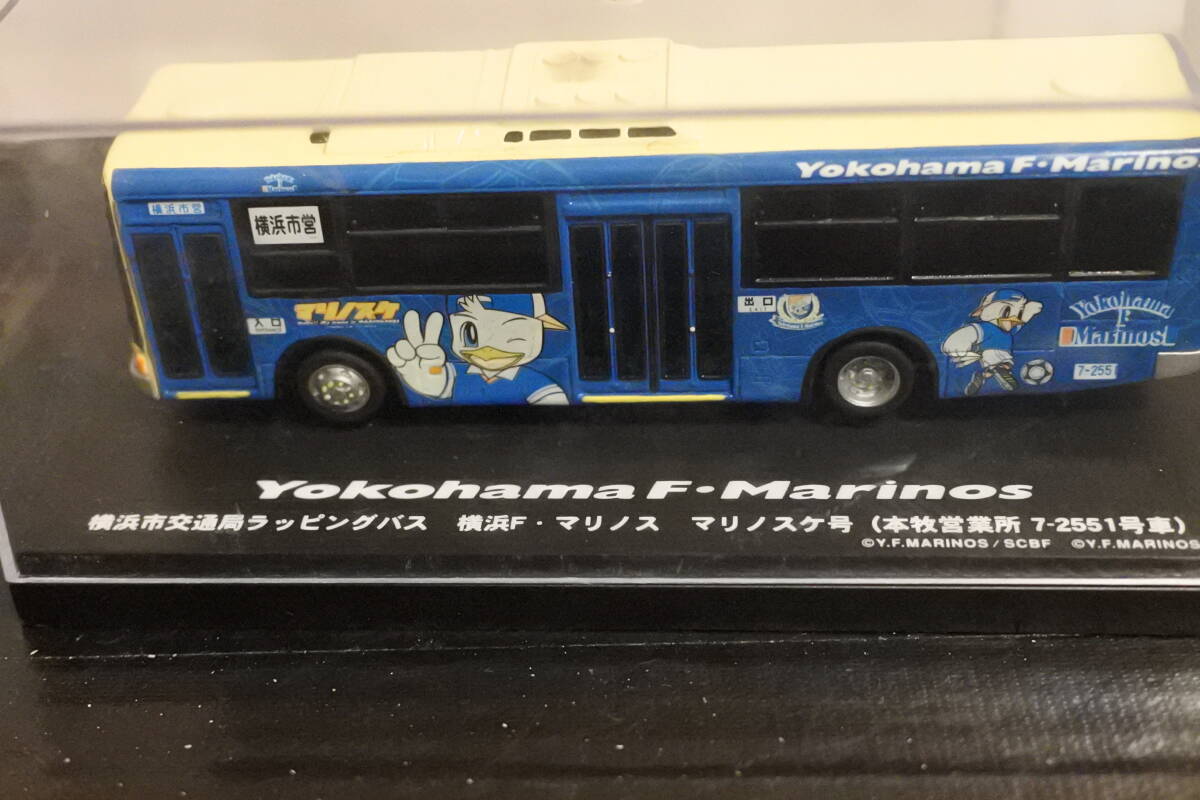 Yokohama F・Marino
横浜市営
横浜市営
入口
マリノスケ
出口
EXIT
Yokohama
F
Marinos
7-255
Yokohama F・Marinos
横浜市交通局ラッピングバス 横浜F・マリノス マリノスケ号（本牧営業所 7-2551号車）
©Y.F.MARINOS / SCBF ©Y.F.MARINOS